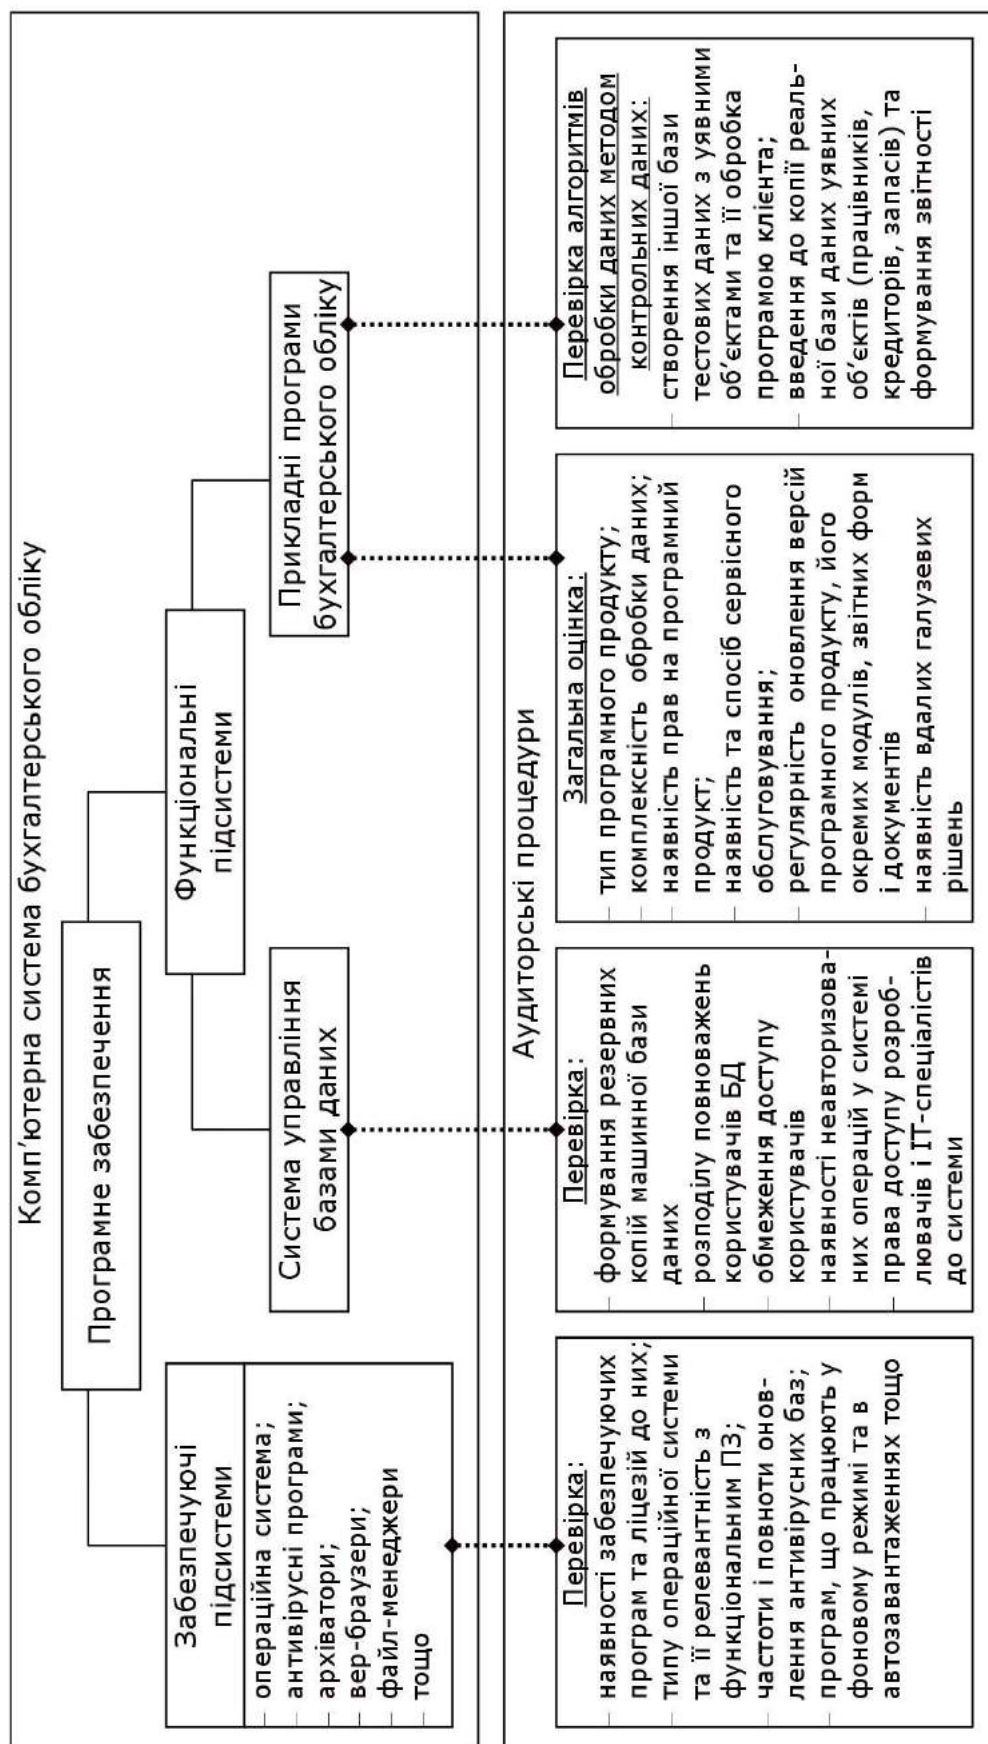 Комп'ютерна система бухгалтерського обліку
Програмне забезпечення
Забезпечуючі
підсистеми
– операційна система;
– антивірусні програми;
– архіватори;
– вер-браузери;
– файл-менеджери
– тощо
Функціональні
підсистеми
Система управління
базами даних
Прикладні програми
бухгалтерського обліку
Аудиторські процедури
Перевірка:
– наявності забезпечуючих
програм та ліцезій до них;
– типу операційної системи
та її релевантність з
функціональним ПЗ;
– частоти і повноти онов-
лення антивірусних баз;
– програм, що працюють у
фоновому режимі та в
автозавантаженнях тощо
Перевірка:
– формування резервних
копій машинної бази
даних
– розподілу повноважень
користувачів БД
– обмеження доступу
користувачів
– наявності неавторизова-
них операцій у системі
– права доступу розроб-
лювачів і ІТ-спеціалістів
до системи
Загальна оцінка:
– тип програмного продукту;
– комплексність обробки даних;
– наявність прав на програмний
продукт;
– наявність та спосіб сервісного
обслуговування;
– регулярність оновлення версій
програмного продукту, його
окремих модулів, звітних форм
і документів
– наявність вдалих галузевих
рішень
Перевірка алгоритмів
обробки даних методом
контрольних даних:
– створення іншої бази
тестових даних з уявними
об'єктами та її обробка
програмою клієнта;
– введення до копії реаль-
ної бази даних уявних
об'єктів (працівників,
кредиторів, запасів) та
формування звітності